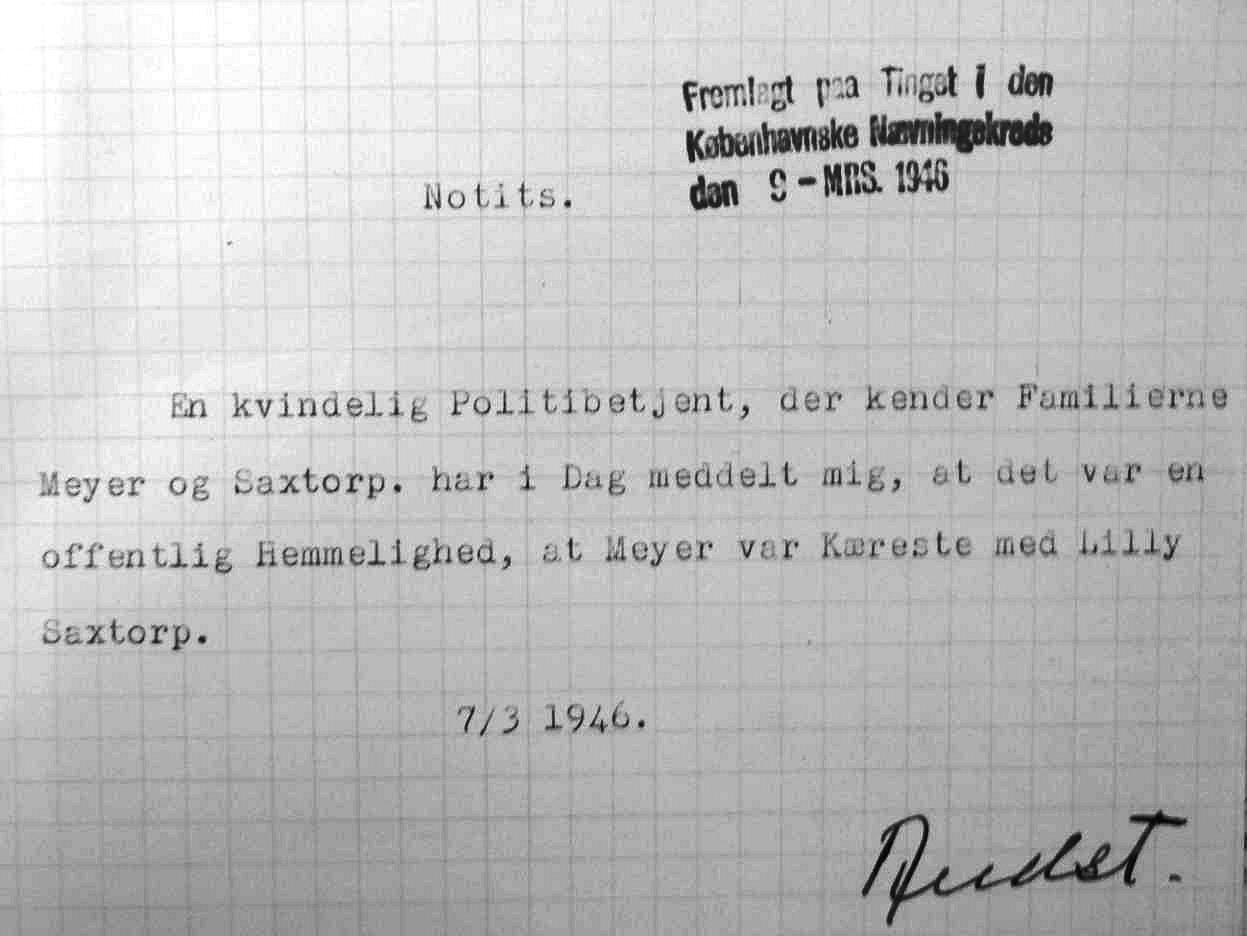 Fremlagt paa Tinget i den
Københavnske Nævningekreds
den 9 - MRS. 1946
Notits.
En kvindelig Politibetjent, der kender Familierne
Meyer og Saxtorp. har i Dag meddelt mig, at det var en
offentlig Hemmelighed, at Meyer var Kæreste med Lilly
Saxtorp.
7/3 1946.